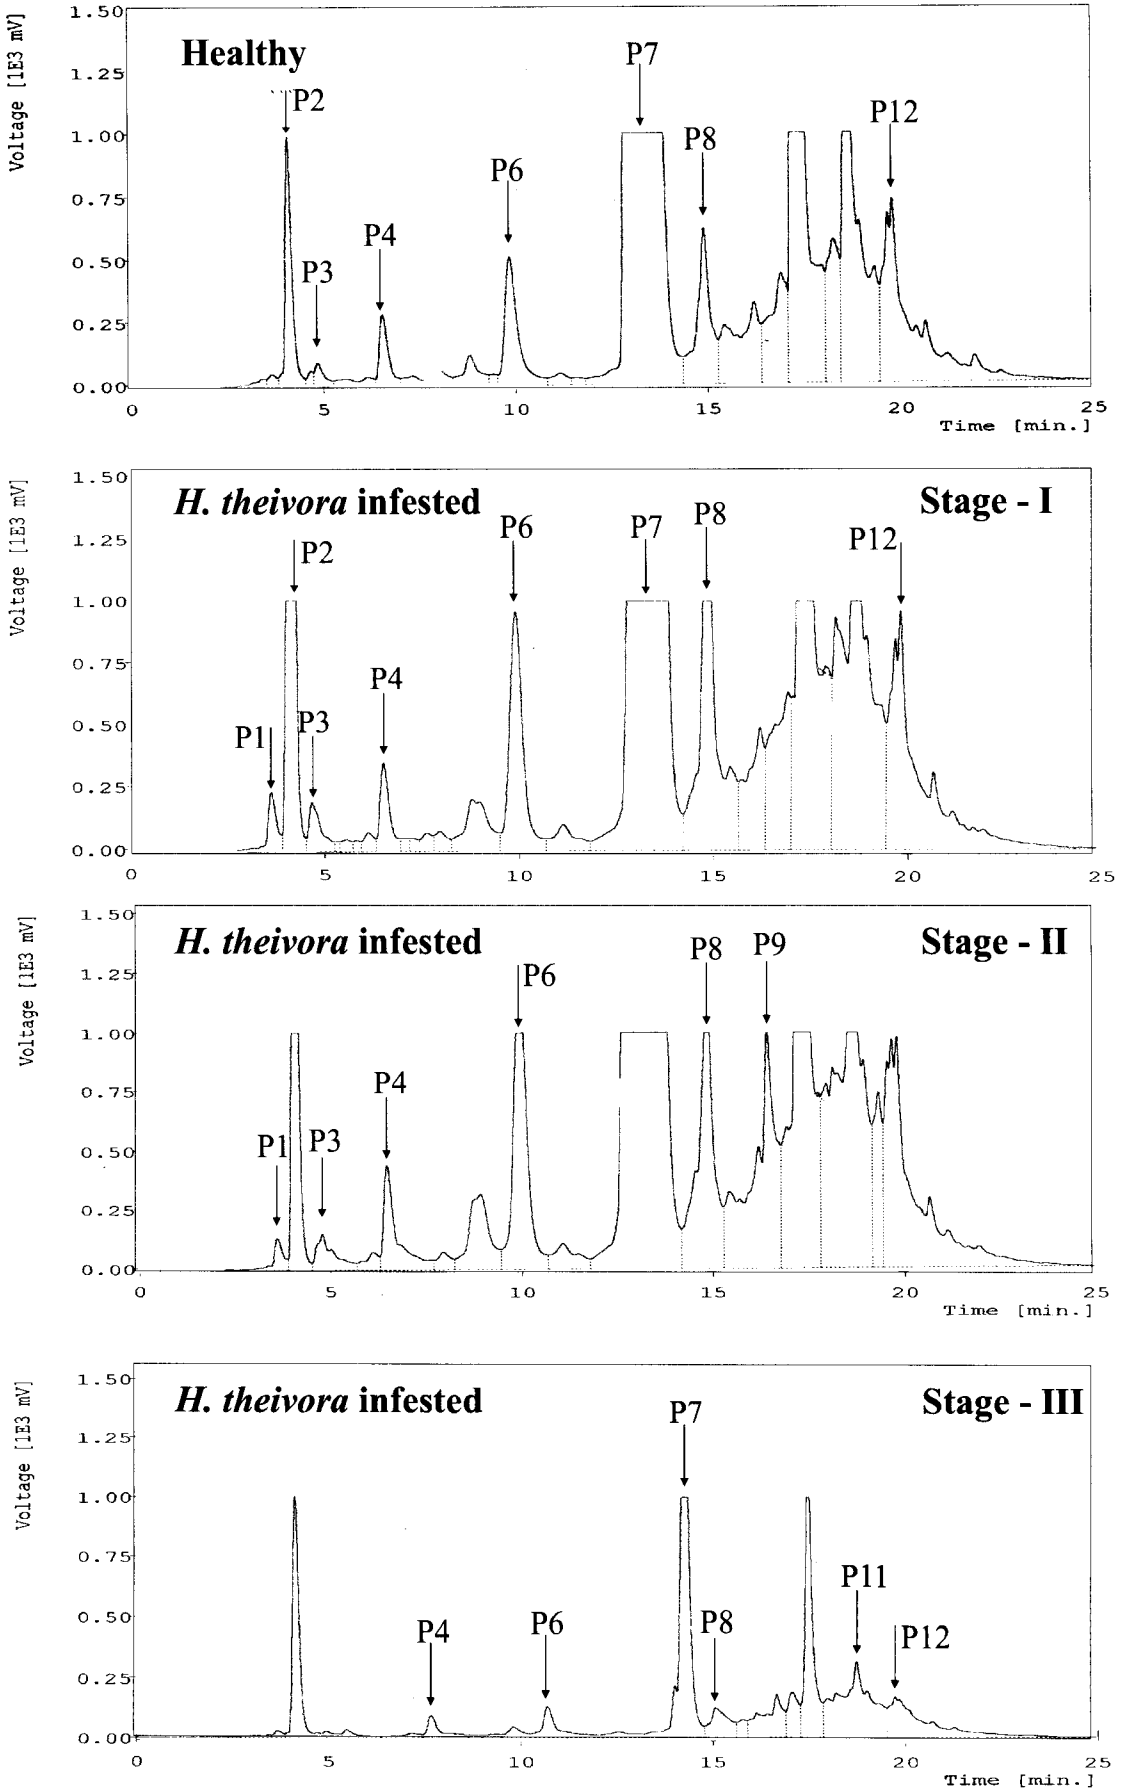 Voltage [1E3 mV]
1.50
1.25
1.00
0.75
0.50
0.25
0.00
Healthy
P2
P3
P4
P6
P7
P8
P12
0 5 10 15 20 25
Time [min.]
Voltage [1E3 mV]
1.50
1.25
1.00
0.75
0.50
0.25
0.00
H. theivora infested
Stage - I
P1
P2
P3
P4
P6
P7
P8
P12
0 5 10 15 20 25
Voltage [1E3 mV]
1.50
1.25
1.00
0.75
0.50
0.25
0.00
H. theivora infested
Stage - II
P1
P3
P4
P6
P8
P9
0 5 10 15 20 25
Time [min.]
Voltage [1E3 mV]
1.50
1.25
1.00
0.75
0.50
0.25
0.00
H. theivora infested
Stage - III
P4
P6
P7
P8
P11
P12
0 5 10 15 20 25
Time [min.]